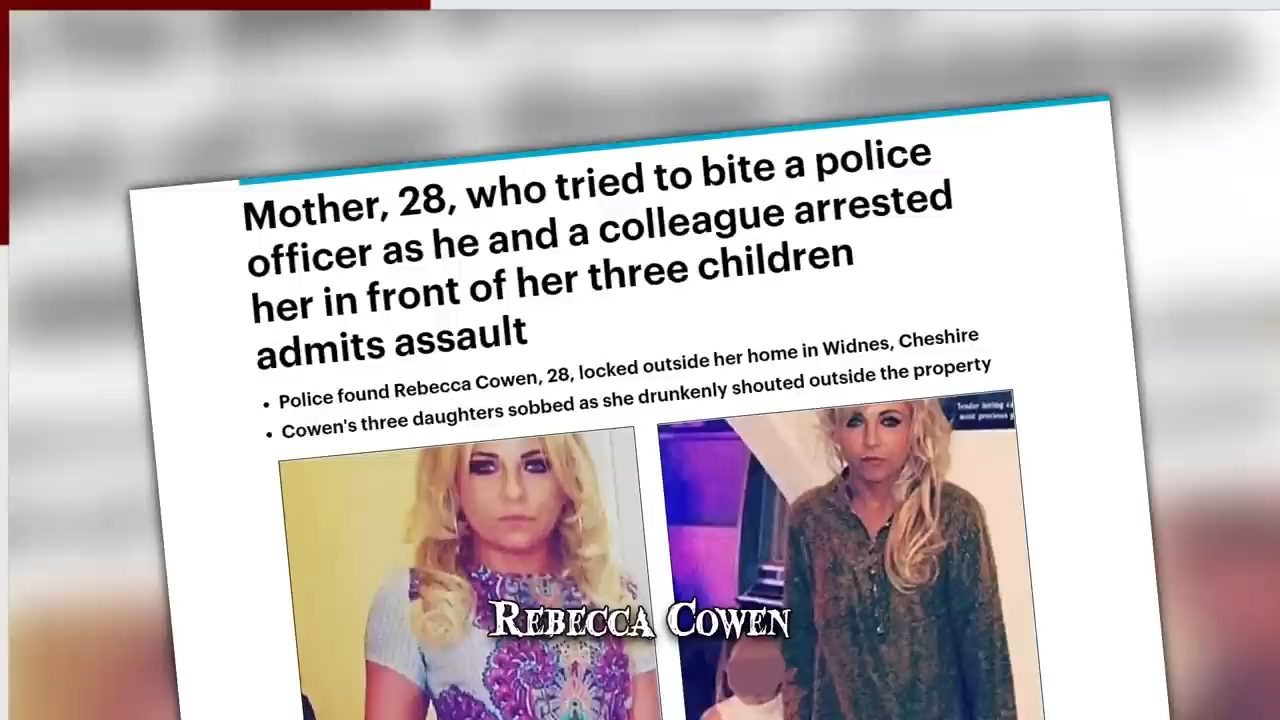 Mother, 28, who tried to bite a police
officer as he and a colleague arrested
her in front of her three children
admits assault
• Police found Rebecca Cowen, 28, locked outside her home in Widnes, Cheshire
• Cowen's three daughters sobbed as she drunkenly shouted outside the property
REBECCA COWEN